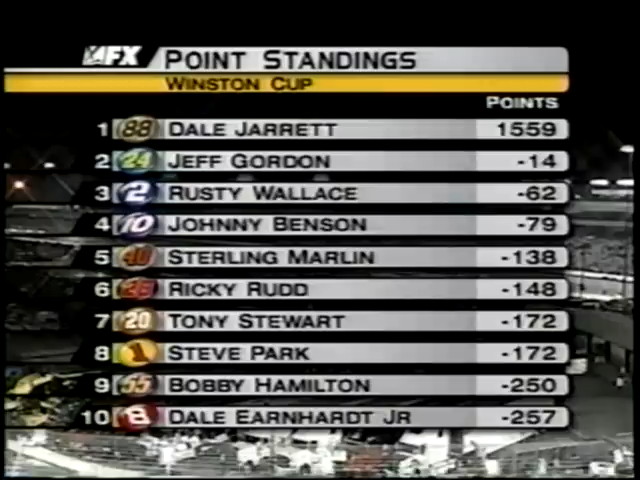 FX POINT STANDINGS
WINSTON CUP
POINTS
1 88 DALE JARRETT 1559
2 24 JEFF GORDON -14
3 2 RUSTY WALLACE -62
4 10 JOHNNY BENSON -79
5 40 STERLING MARLIN -138
6 28 RICKY RUDD -148
7 20 TONY STEWART -172
8 1 STEVE PARK -172
9 55 BOBBY HAMILTON -250
10 8 DALE EARNHARDT JR -257